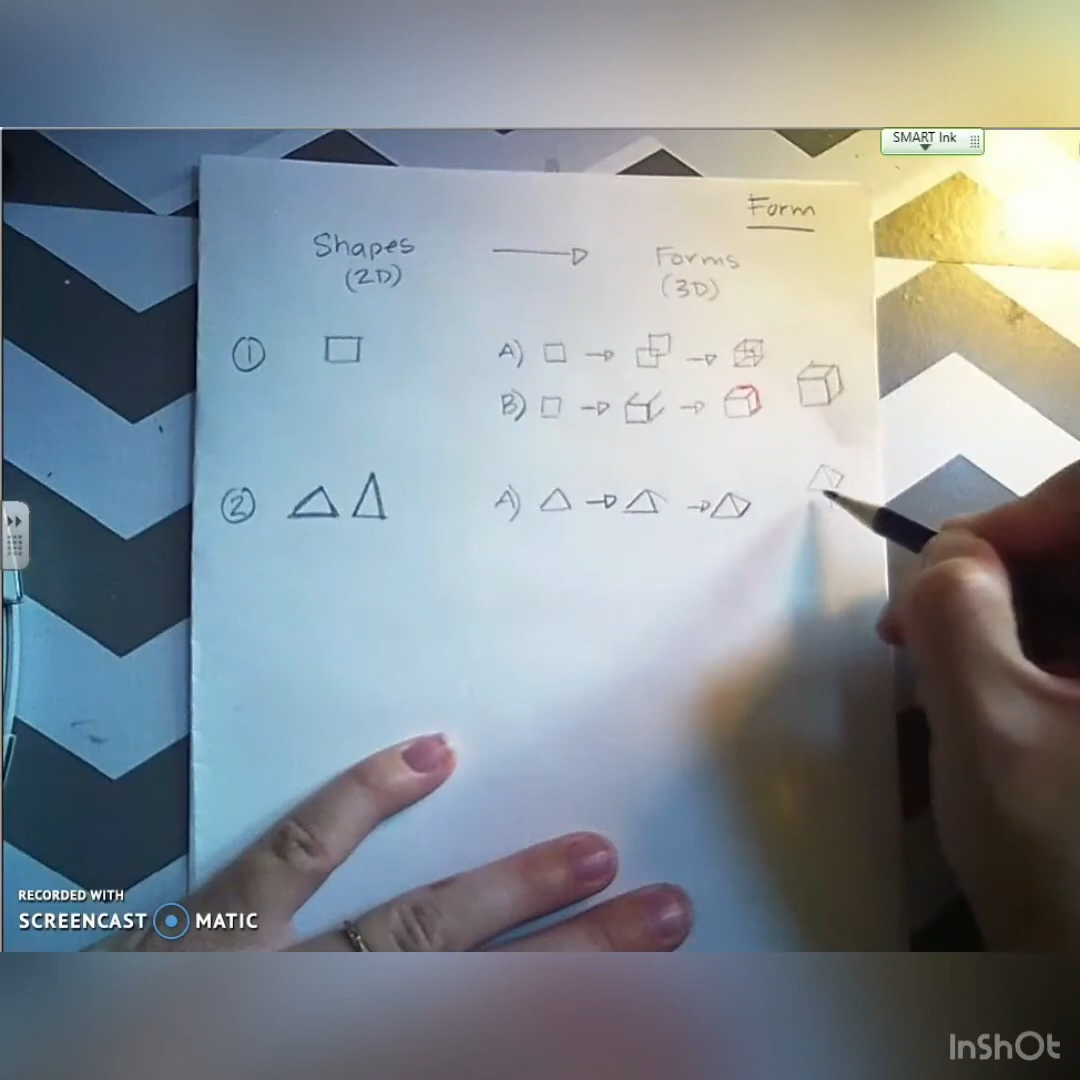 SMART Ink
Form
Shapes
(2D)
Forms
(3D)
1
A)
B)
2
A)
RECORDED WITH
SCREENCAST MATIC
InShOt